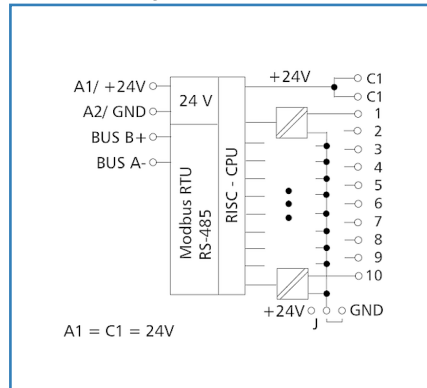 A1/ +24V
A2/ GND
BUS B+
BUS A-
24 V
Modbus RTU
RS-485
RISC - CPU
+24V
C1
C1
1
2
3
4
5
6
7
8
9
10
+24V
GND
J
A1 = C1 = 24V